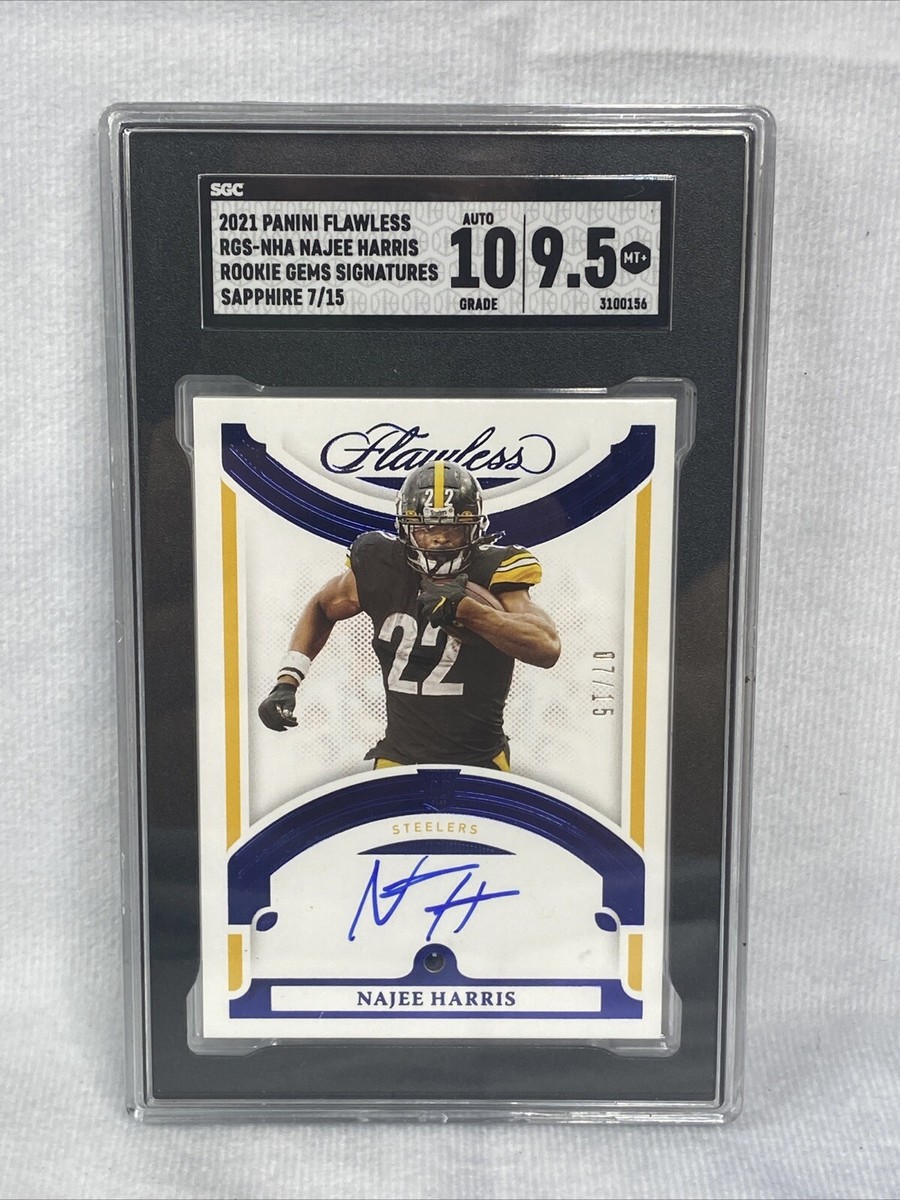 SGC
2021 PANINI FLAWLESS
RGS-NHA NAJEE HARRIS
ROOKIE GEMS SIGNATURES
SAPPHIRE 7/15
AUTO
10
GRADE
9.5
MT+
3100156
Flawless
22
22
07/15
STEELERS
N H
NAJEE HARRIS